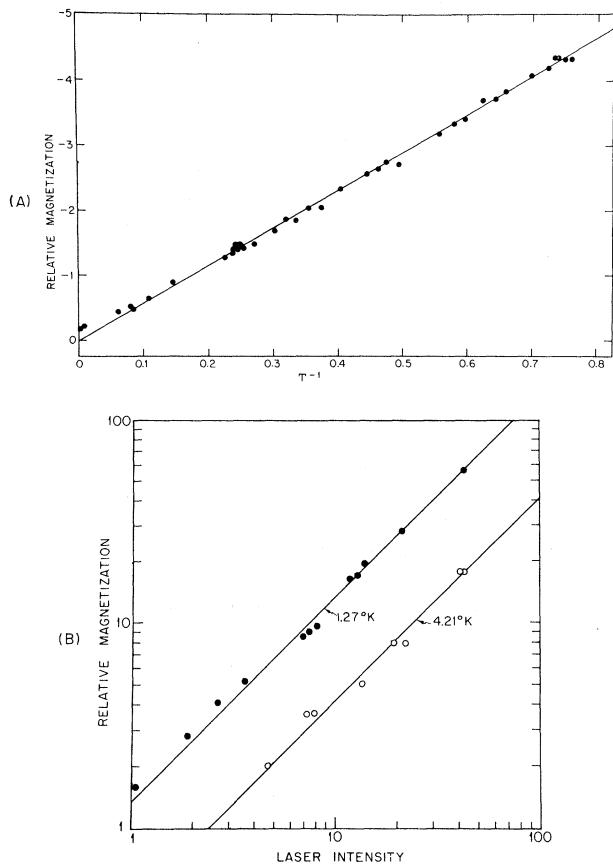 (A)
RELATIVE MAGNETIZATION
-5
-4
-3
-2
-1
0
0 0.1 0.2 0.3 0.4 0.5 0.6 0.7 0.8
T⁻¹
(B)
RELATIVE MAGNETIZATION
100
10
1
1.27°K
4.21°K
1 10 100
LASER INTENSITY